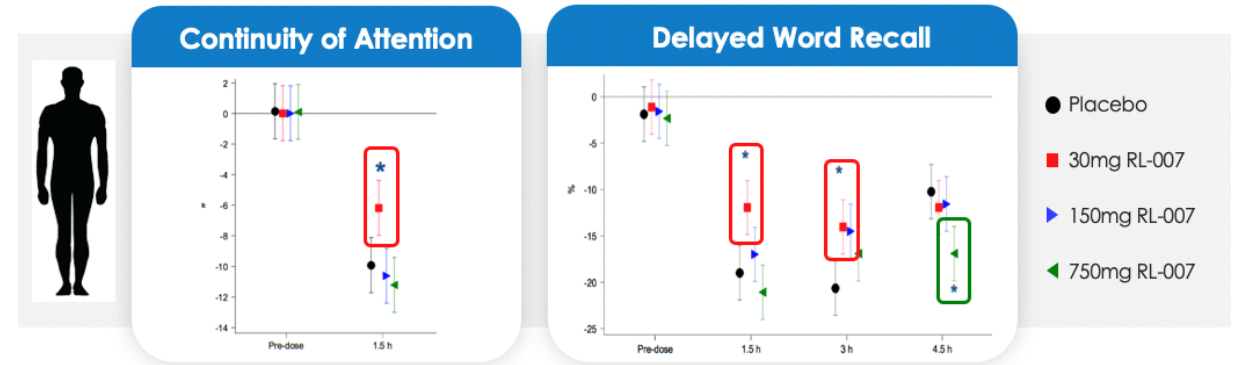 Continuity of Attention
2
0
-2
-4
-6
-8
-10
-12
-14
*
Pre-dose
1.5 h
Delayed Word Recall
%
0
-5
-10
-15
-20
-25
*
*
*
Pre-dose
1.5 h
3 h
4.5 h
Placebo
30mg RL-007
150mg RL-007
750mg RL-007